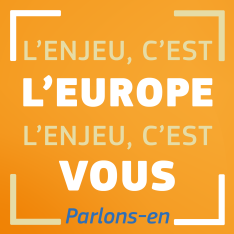 L'ENJEU, C'EST
L'EUROPE
L'ENJEU, C'EST
VOUS
Parlons-en